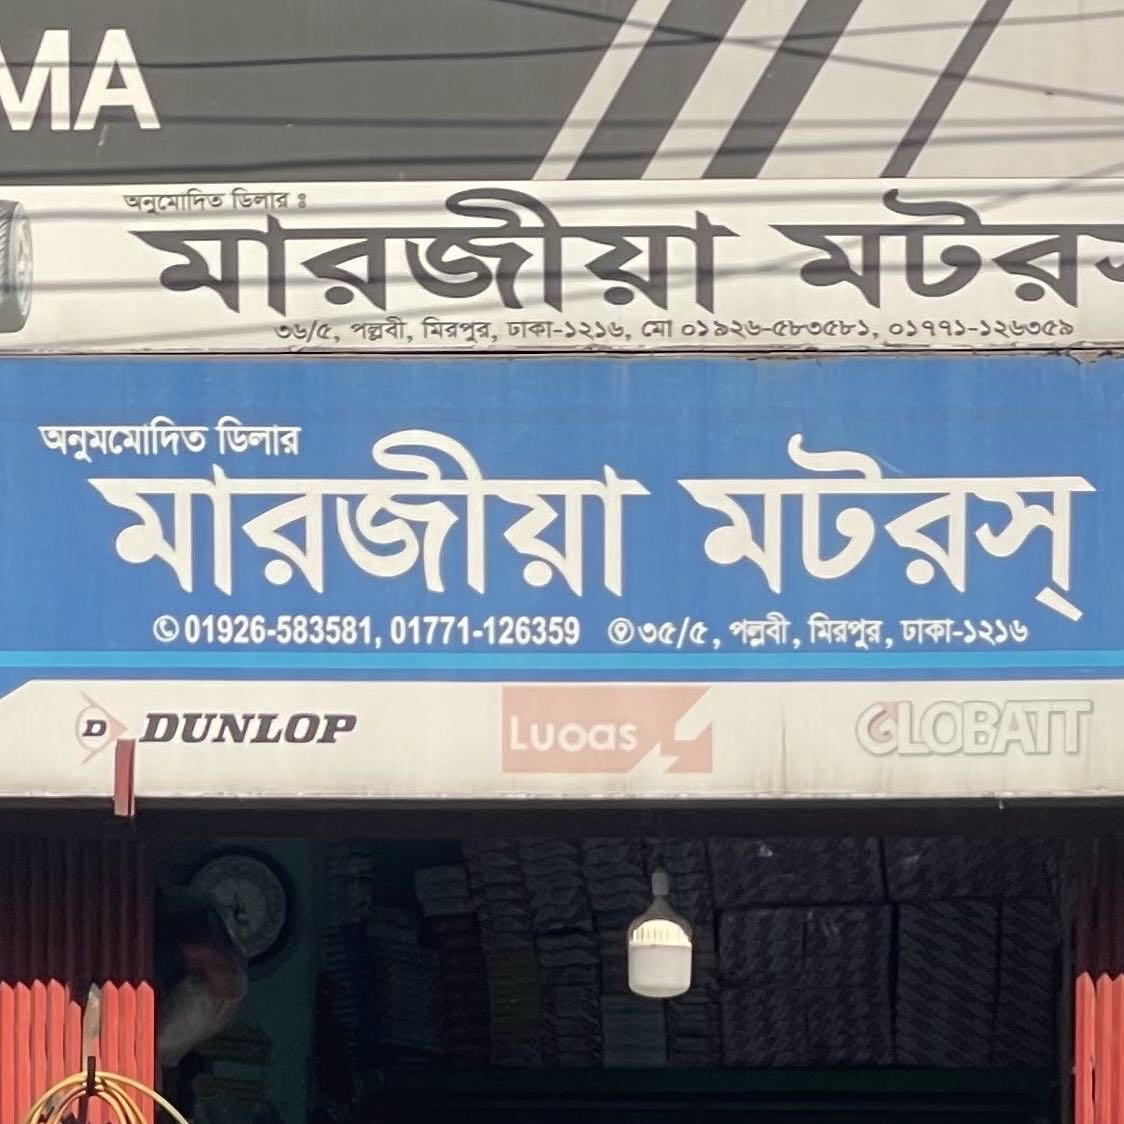 MA
অনুমোদিত ডিলার ঃ
মারজীয়া মটরস
৩৬/৫, পল্লবী, মিরপুর, ঢাকা-১২১৬, মো ০১৯২৬-৫৮৩৫৮১, ০১৭৭১-১২৬৩৫৯
অনুমমোদিত ডিলার
মারজীয়া মটরস্
01926-583581, 01771-126359 ৩৫/৫, পল্লবী, মিরপুর, ঢাকা-১২১৬
D DUNLOP Luoas GLOBATT